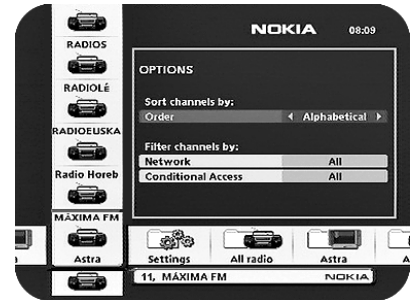 NOKIA 08:09
RADIOS
OPTIONS
RADIOLÉ
Sort channels by:
Order Alphabetical
RADIOEUSKA
Filter channels by:
Network All
Radio Horeb
Conditional Access All
MÁXIMA FM
Astra Settings All radio Astra
11, MÁXIMA FM NOKIA